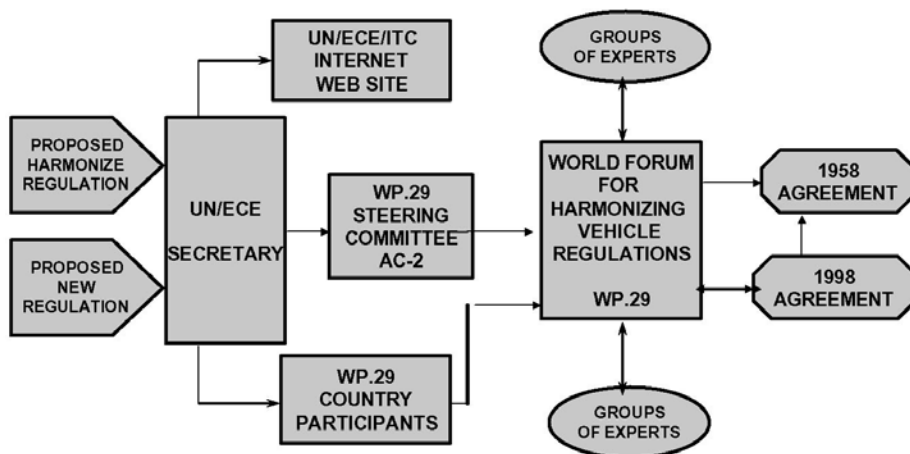 UN/ECE/ITC
INTERNET
WEB SITE
GROUPS
OF EXPERTS
PROPOSED
HARMONIZE
REGULATION
PROPOSED
NEW
REGULATION
UN/ECE
SECRETARY
WP.29
STEERING
COMMITTEE
AC-2
WP.29
COUNTRY
PARTICIPANTS
WORLD FORUM
FOR
HARMONIZING
VEHICLE
REGULATIONS
WP.29
1958
AGREEMENT
1998
AGREEMENT
GROUPS
OF EXPERTS